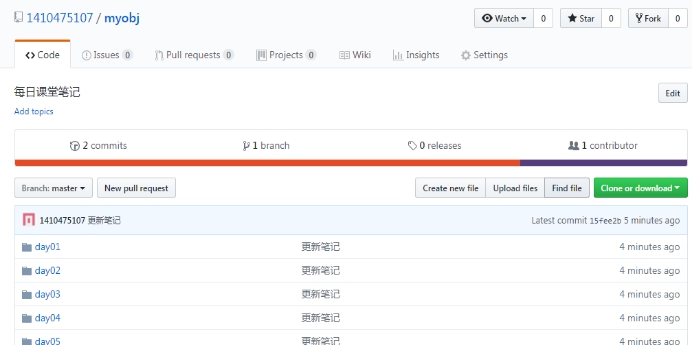 1410475107 / myobj
Watch 0 Star 0 Fork 0
Code Issues 0 Pull requests 0 Projects 0 Wiki Insights Settings
每日课堂笔记 Edit
Add topics
2 commits 1 branch 0 releases 1 contributor
Branch: master New pull request Create new file Upload files Find file Clone or download
1410475107 更新笔记 Latest commit 15fee2b 5 minutes ago
day01 更新笔记 4 minutes ago
day02 更新笔记 4 minutes ago
day03 更新笔记 4 minutes ago
day04 更新笔记 4 minutes ago
day05 更新笔记 4 minutes ago